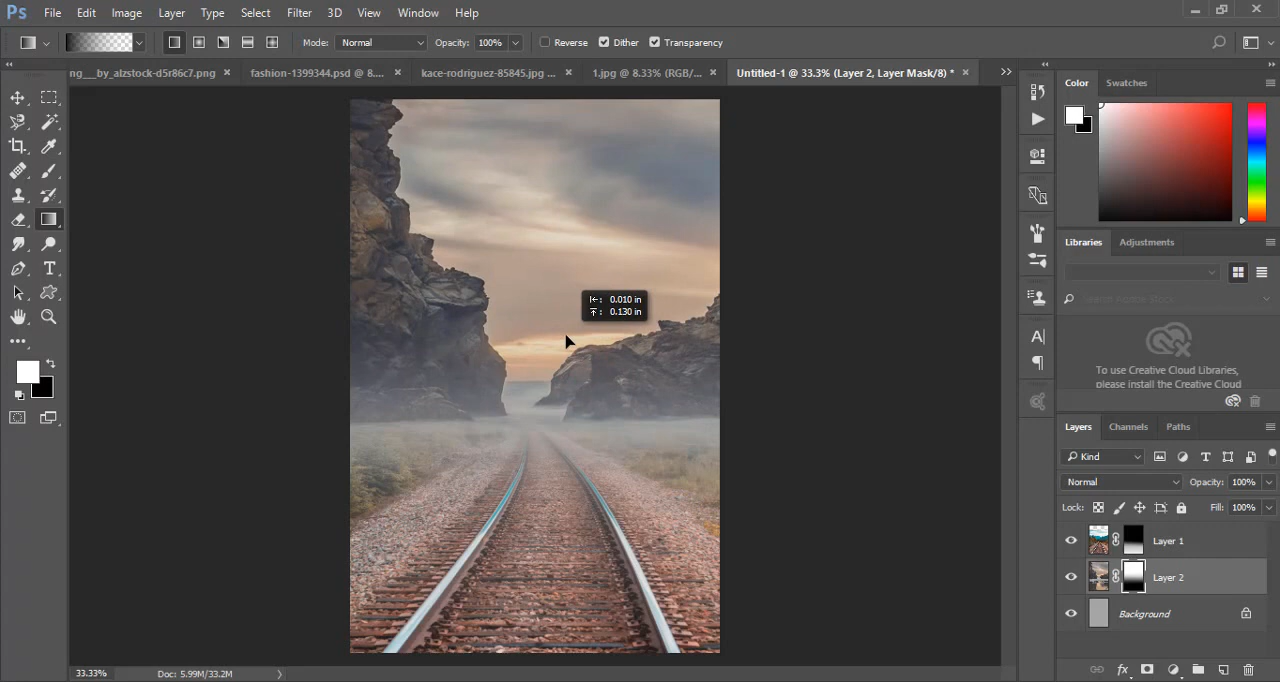 Ps File Edit Image Layer Type Select Filter 3D View Window Help
Mode: Normal Opacity: 100% Reverse Dither Transparency
ng___by_alzstock-d5r86c7.png × fashion-1399344.psd @ 8.... × kace-rodriguez-85845.jpg ... × 1.jpg @ 8.33% (RGB/... × Untitled-1 @ 33.3% (Layer 2, Layer Mask/8) * ×
Color Swatches
Libraries Adjustments
Search Adobe Stock
0.010 in
0.130 in
To use Creative Cloud Libraries,
please install the Creative Cloud
Layers Channels Paths
Kind
Normal Opacity: 100%
Lock: Fill: 100%
Layer 1
Layer 2
Background
33.33% Doc: 5.99M/33.2M